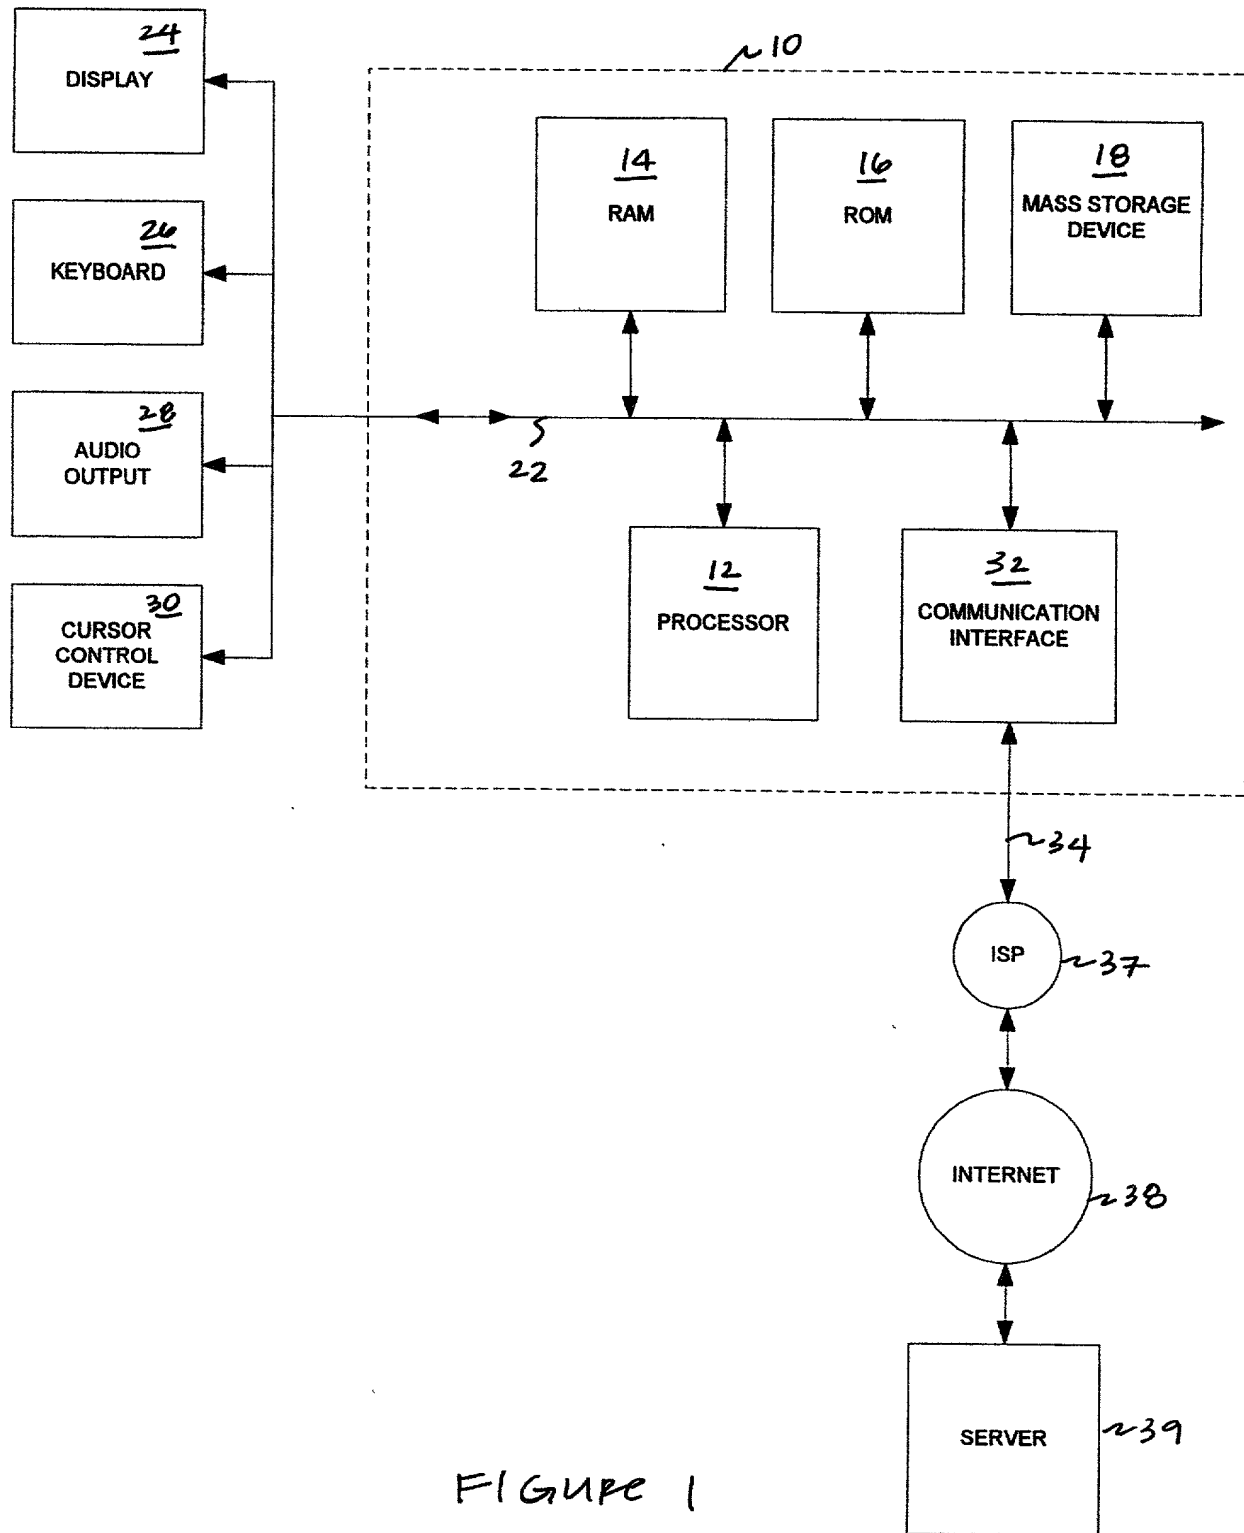 24
DISPLAY
26
KEYBOARD
28
AUDIO
OUTPUT
30
CURSOR
CONTROL
DEVICE
10
14
RAM
16
ROM
18
MASS STORAGE
DEVICE
22
12
PROCESSOR
32
COMMUNICATION
INTERFACE
34
ISP
37
INTERNET
38
SERVER
39
FIGURE 1